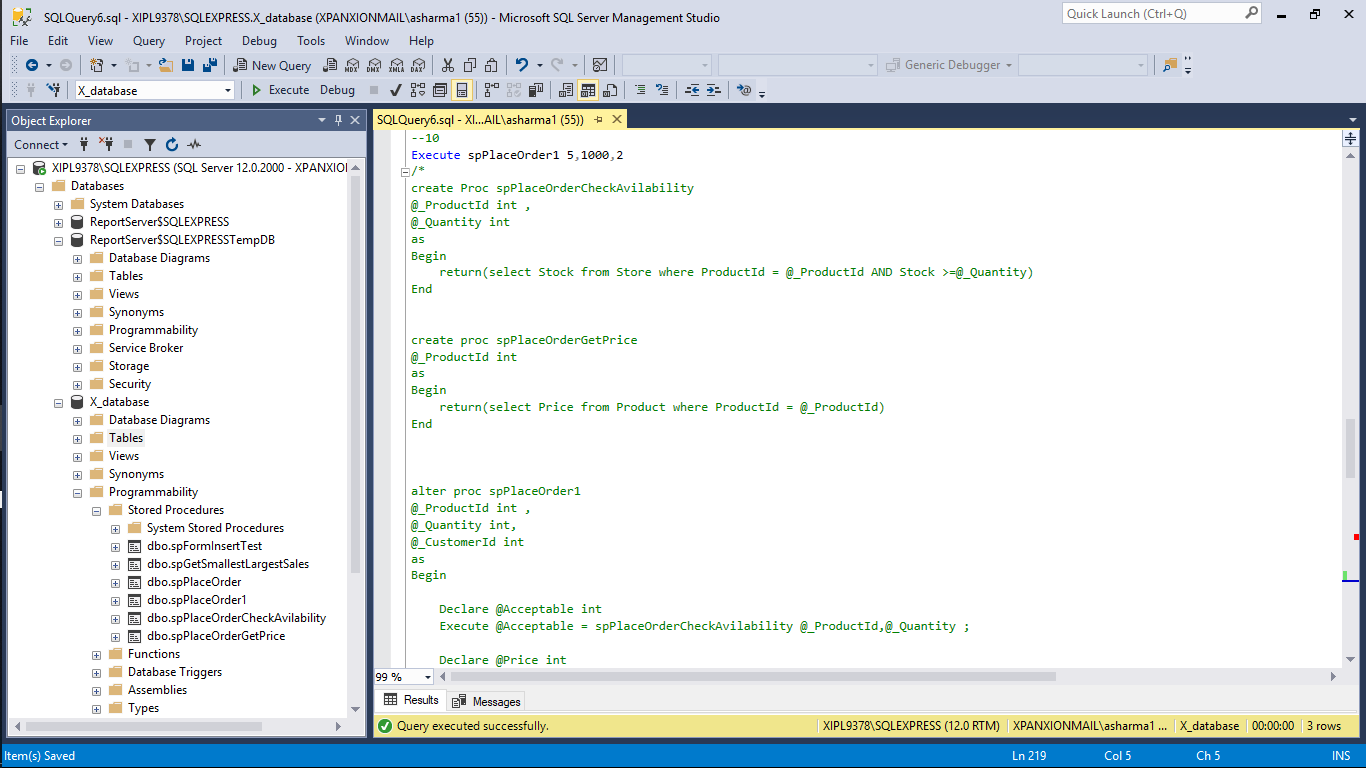 SQLQuery6.sql - XIPL9378\SQLEXPRESS.X_database (XPANXIONMAIL\asharma1 (55)) - Microsoft SQL Server Management Studio
Quick Launch (Ctrl+Q)
File Edit View Query Project Debug Tools Window Help
New Query MDX DMX XMLA DAX Generic Debugger
X_database Execute Debug
Object Explorer
Connect
XIPL9378\SQLEXPRESS (SQL Server 12.0.2000 - XPANXION
Databases
System Databases
ReportServer$SQLEXPRESS
ReportServer$SQLEXPRESSTempDB
Database Diagrams
Tables
Views
Synonyms
Programmability
Service Broker
Storage
Security
X_database
Database Diagrams
Tables
Views
Synonyms
Programmability
Stored Procedures
System Stored Procedures
dbo.spFormInsertTest
dbo.spGetSmallestLargestSales
dbo.spPlaceOrder
dbo.spPlaceOrder1
dbo.spPlaceOrderCheckAvilability
dbo.spPlaceOrderGetPrice
Functions
Database Triggers
Assemblies
Types
SQLQuery6.sql - XI...AIL\asharma1 (55))
--10
Execute spPlaceOrder1 5,1000,2
/*
create Proc spPlaceOrderCheckAvilability
@_ProductId int ,
@_Quantity int
as
Begin
return(select Stock from Store where ProductId = @_ProductId AND Stock >=@_Quantity)
End
create proc spPlaceOrderGetPrice
@_ProductId int
as
Begin
return(select Price from Product where ProductId = @_ProductId)
End
alter proc spPlaceOrder1
@_ProductId int ,
@_Quantity int,
@_CustomerId int
as
Begin
Declare @Acceptable int
Execute @Acceptable = spPlaceOrderCheckAvilability @_ProductId,@_Quantity ;
Declare @Price int
99 %
Results Messages
Query executed successfully. XIPL9378\SQLEXPRESS (12.0 RTM) XPANXIONMAIL\asharma1 ... X_database 00:00:00 3 rows
Item(s) Saved Ln 219 Col 5 Ch 5 INS